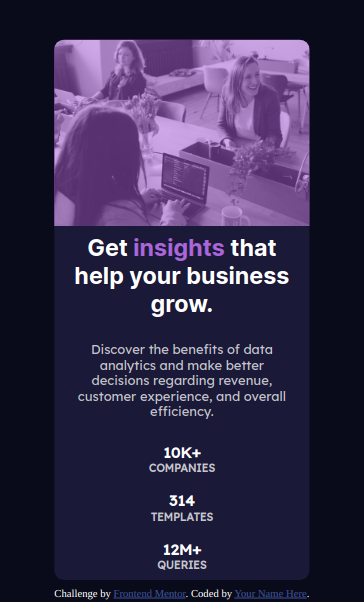 Get insights that
help your business
grow.
Discover the benefits of data
analytics and make better
decisions regarding revenue,
customer experience, and overall
efficiency.
10K+
COMPANIES
314
TEMPLATES
12M+
QUERIES
Challenge by Frontend Mentor. Coded by Your Name Here.